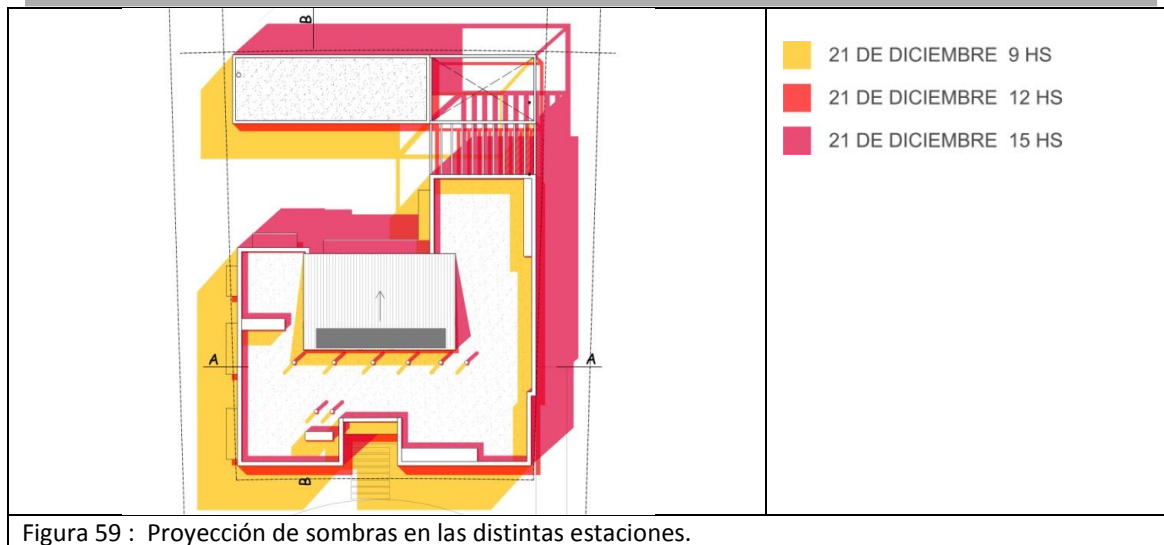 B
21 DE DICIEMBRE 9 HS
21 DE DICIEMBRE 12 HS
21 DE DICIEMBRE 15 HS
A
A
B
Figura 59 : Proyección de sombras en las distintas estaciones.